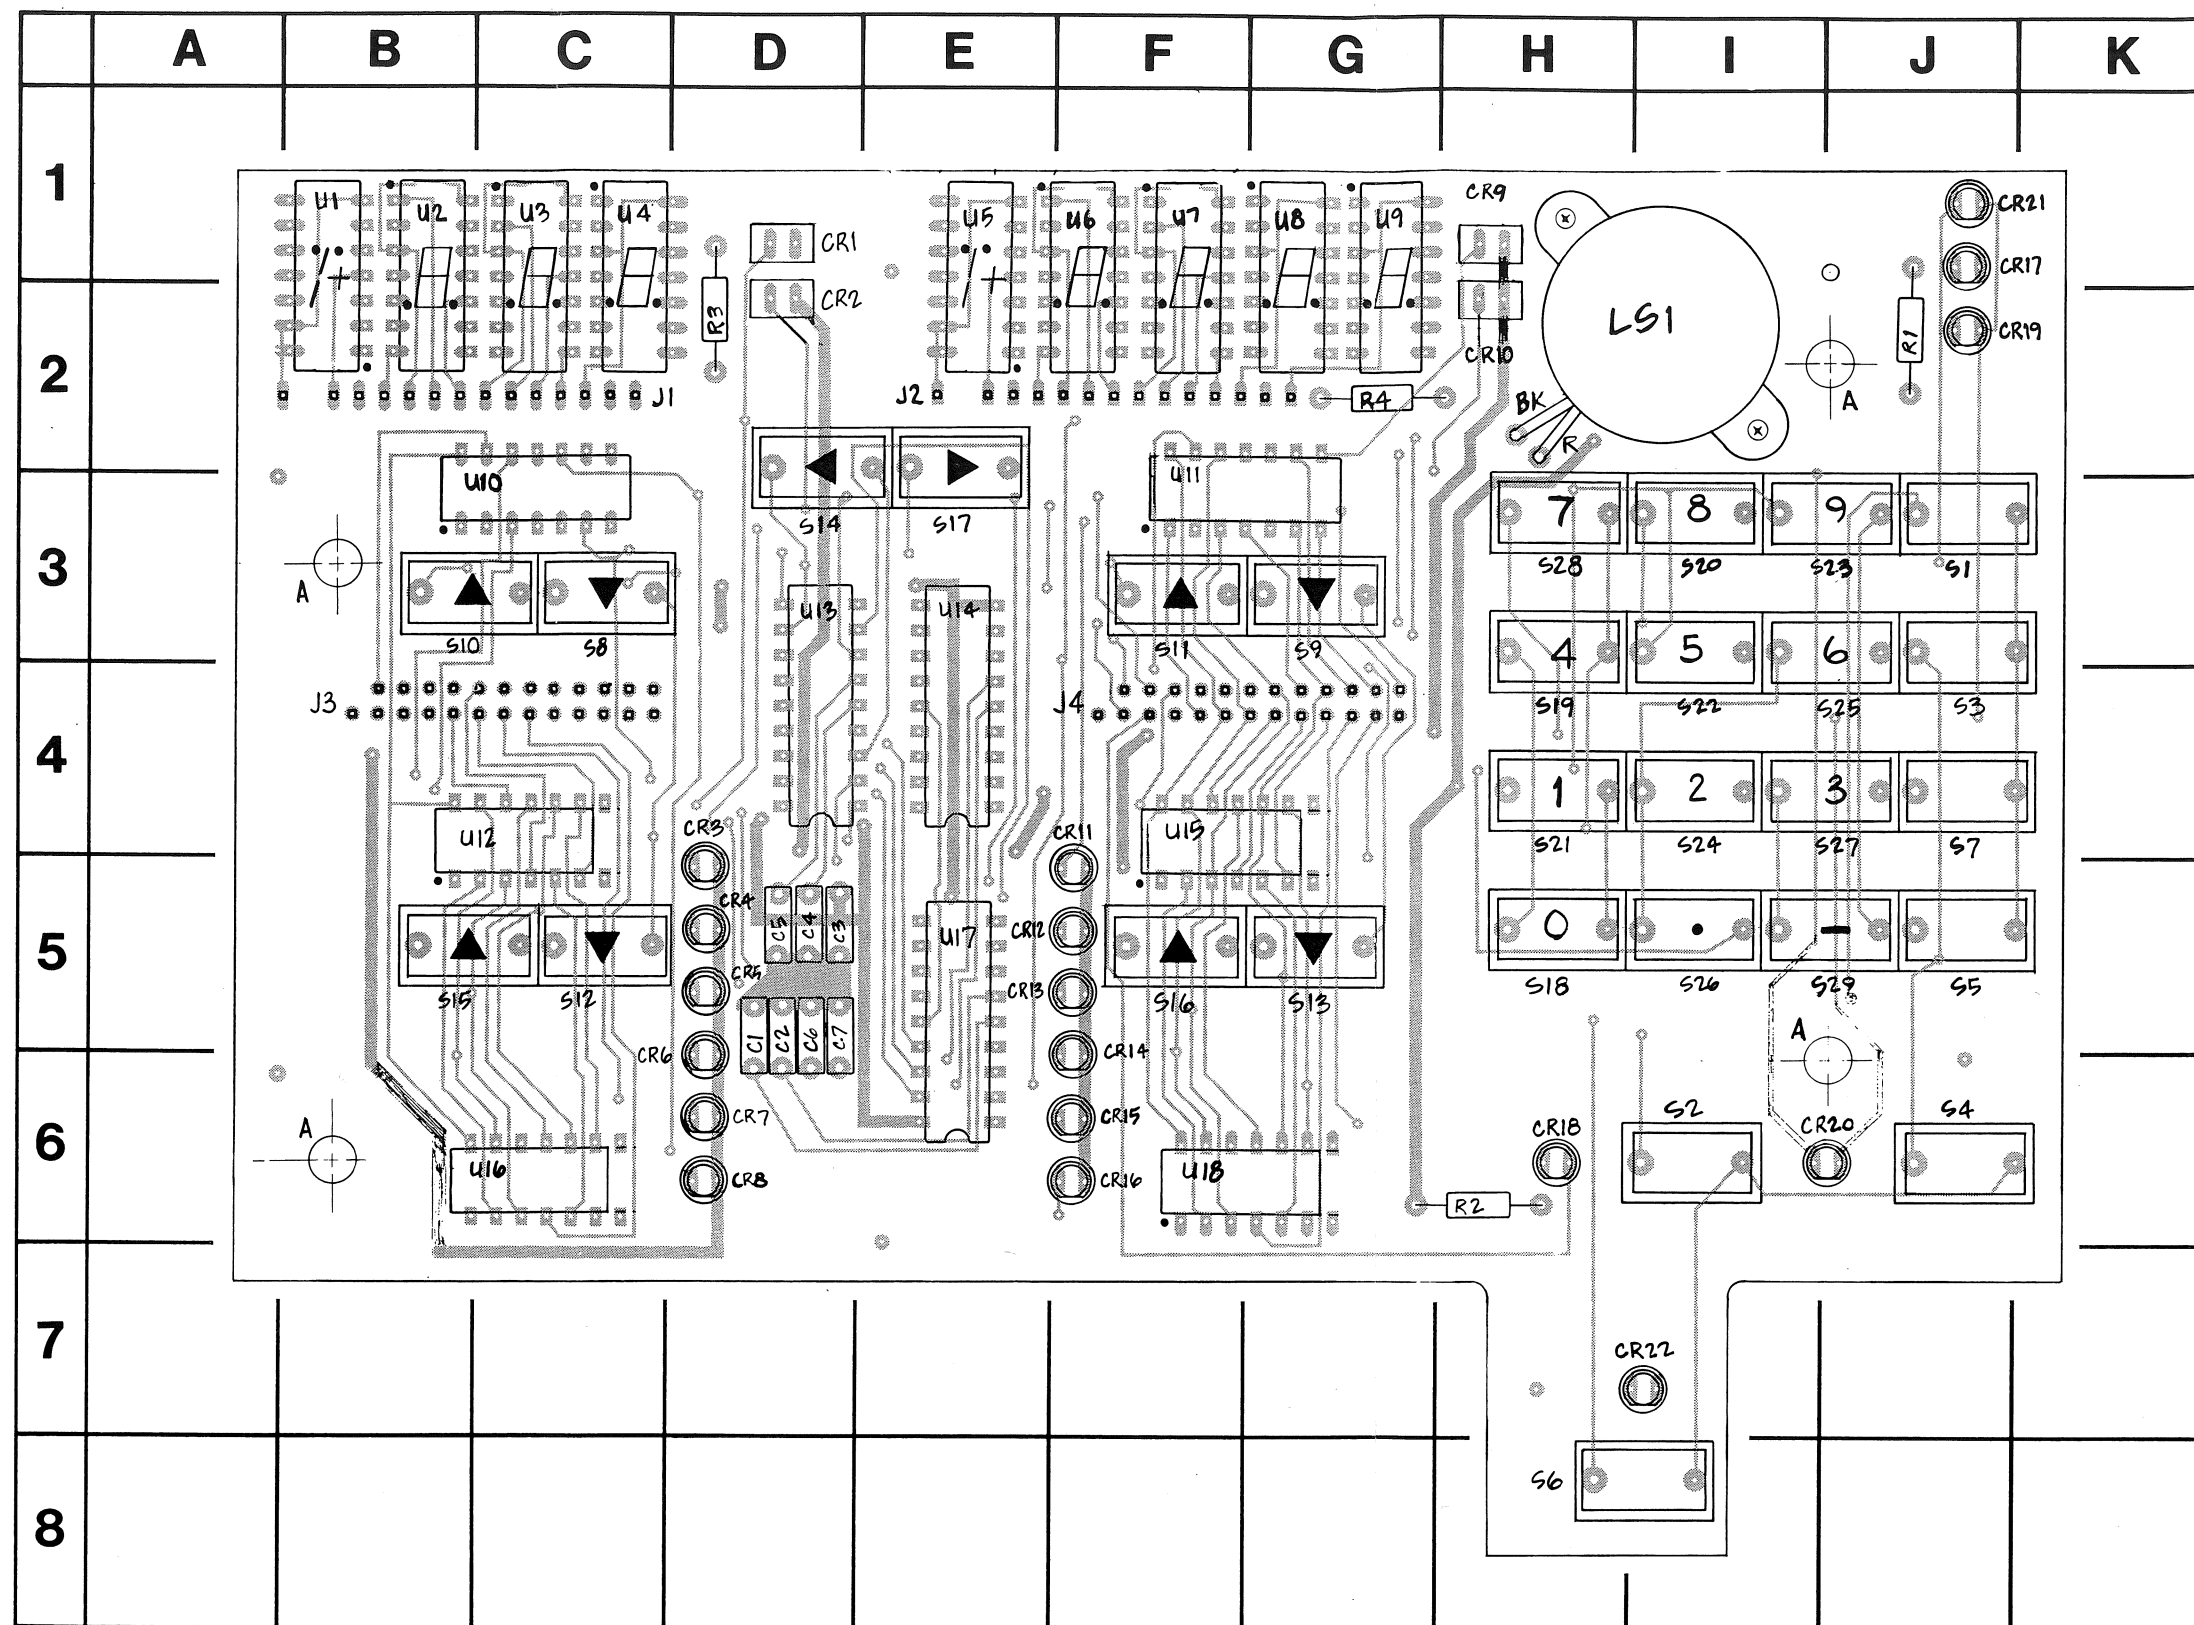 A B C D E F G H I J K
1
U1 U2 U3 U4 U5 U6 U7 U8 U9
CR1
CR9
CR21
CR17
2
CR2
R3
CR10
LS1
R1
CR19
J1 J2 R4
BK
R
A
3
U10
S14 S17
U11
7 8 9
S28 S20 S23 S1
A
U13 U14
S10 S8
S11 S9
4 5 6
S19 S22 S25 S3
4
J3 J4
1 2 3
U12
CR3
CR11
U15
S21 S24 S27 S7
5
CR4
C5 C4 C3
U17
CR12
0 . –
S15 S12
CR5
CR13
S16 S13
S18 S26 S29 S5
C1 C2 C6 C7
A
CR6
CR14
6
CR7
CR15
S2 S4
A
CR18 CR20
U16
CR8
CR16
U18
R2
7
CR22
8
S6